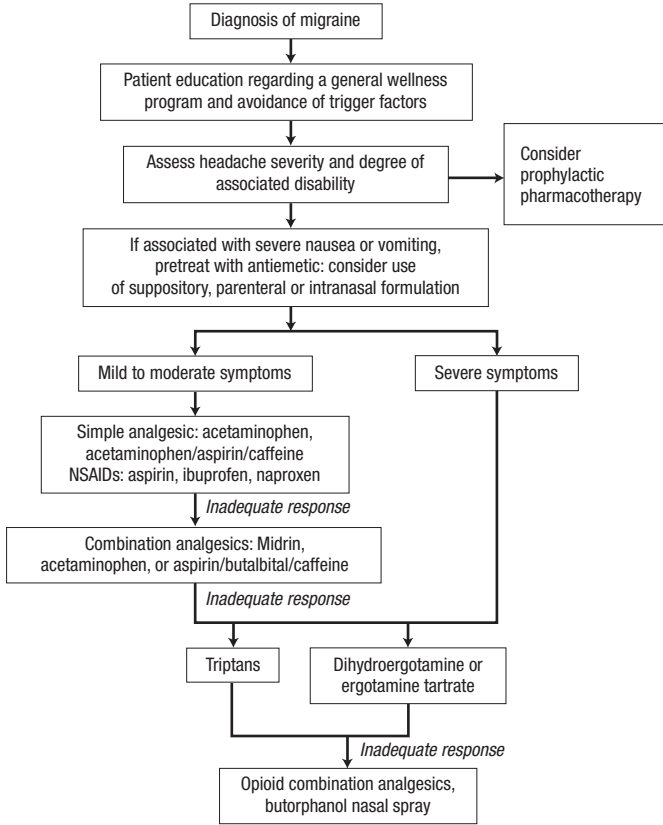 Diagnosis of migraine
Patient education regarding a general wellness
program and avoidance of trigger factors
Assess headache severity and degree of
associated disability
Consider
prophylactic
pharmacotherapy
If associated with severe nausea or vomiting,
pretreat with antiemetic: consider use
of suppository, parenteral or intranasal formulation
Mild to moderate symptoms
Severe symptoms
Simple analgesic: acetaminophen,
acetaminophen/aspirin/caffeine
NSAIDs: aspirin, ibuprofen, naproxen
Inadequate response
Combination analgesics: Midrin,
acetaminophen, or aspirin/butalbital/caffeine
Inadequate response
Triptans
Dihydroergotamine or
ergotamine tartrate
Inadequate response
Opioid combination analgesics,
butorphanol nasal spray